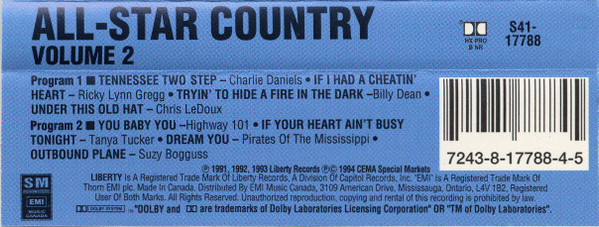 ALL-STAR COUNTRY
VOLUME 2
HX PRO
B NR
S41-
17788
Program 1 ■ TENNESSEE TWO STEP – Charlie Daniels • IF I HAD A CHEATIN'
HEART – Ricky Lynn Gregg • TRYIN' TO HIDE A FIRE IN THE DARK –Billy Dean •
UNDER THIS OLD HAT – Chris LeDoux
Program 2 ■ YOU BABY YOU –Highway 101 • IF YOUR HEART AIN'T BUSY
TONIGHT – Tanya Tucker • DREAM YOU – Pirates Of The Mississippi •
OUTBOUND PLANE – Suzy Bogguss
7243-8-17788-4-5
℗ 1991, 1992, 1993 Liberty Records ℗© 1994 CEMA Special Markets
LIBERTY Is A Registered Trade Mark Of Liberty Records, A Division Of Capitol Records, Inc. "EMI" Is A Registered Trade Mark Of
Thorn EMI plc. Made In Canada. Distributed By EMI Music Canada, 3109 American Drive, Mississauga, Ontario, L4V 1B2, Registered
User Of Both Marks. All Rights Reserved. Unauthorized reproduction, copying and rental of this recording is prohibited by law.
SM
EMI
MUSIC
CANADA
DOLBY SYSTEM ™ "DOLBY and are trademarks of Dolby Laboratories Licensing Corporation" OR "TM of Dolby Laboratories".